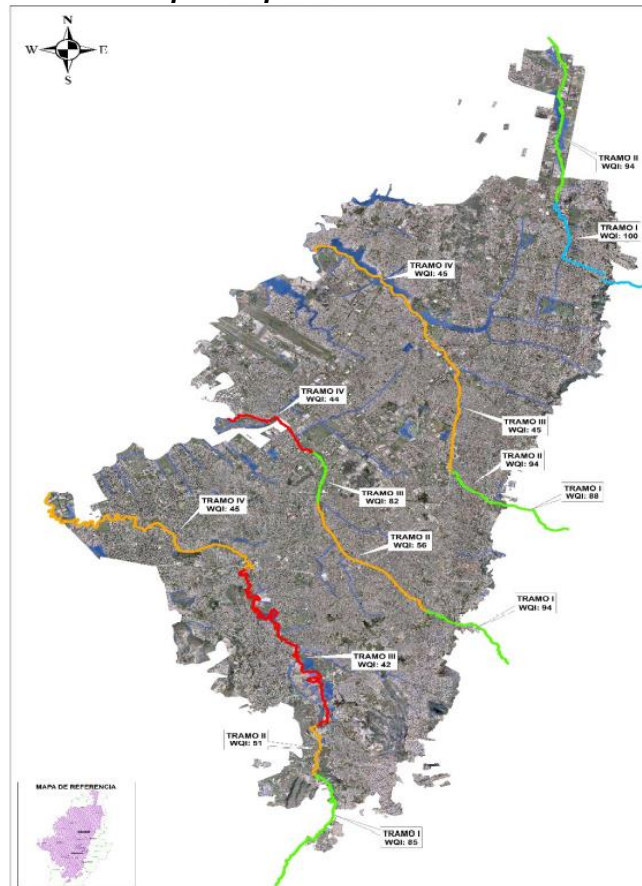 N
W E
S
TRAMO II
WQI: 94
TRAMO I
WQI: 100
TRAMO IV
WQI: 45
TRAMO IV
WQI: 44
TRAMO III
WQI: 45
TRAMO II
WQI: 94
TRAMO I
WQI: 88
TRAMO III
WQI: 82
TRAMO IV
WQI: 45
TRAMO II
WQI: 56
TRAMO I
WQI: 94
TRAMO III
WQI: 42
TRAMO II
WQI: 51
MAPA DE REFERENCIA
TRAMO I
WQI: 85